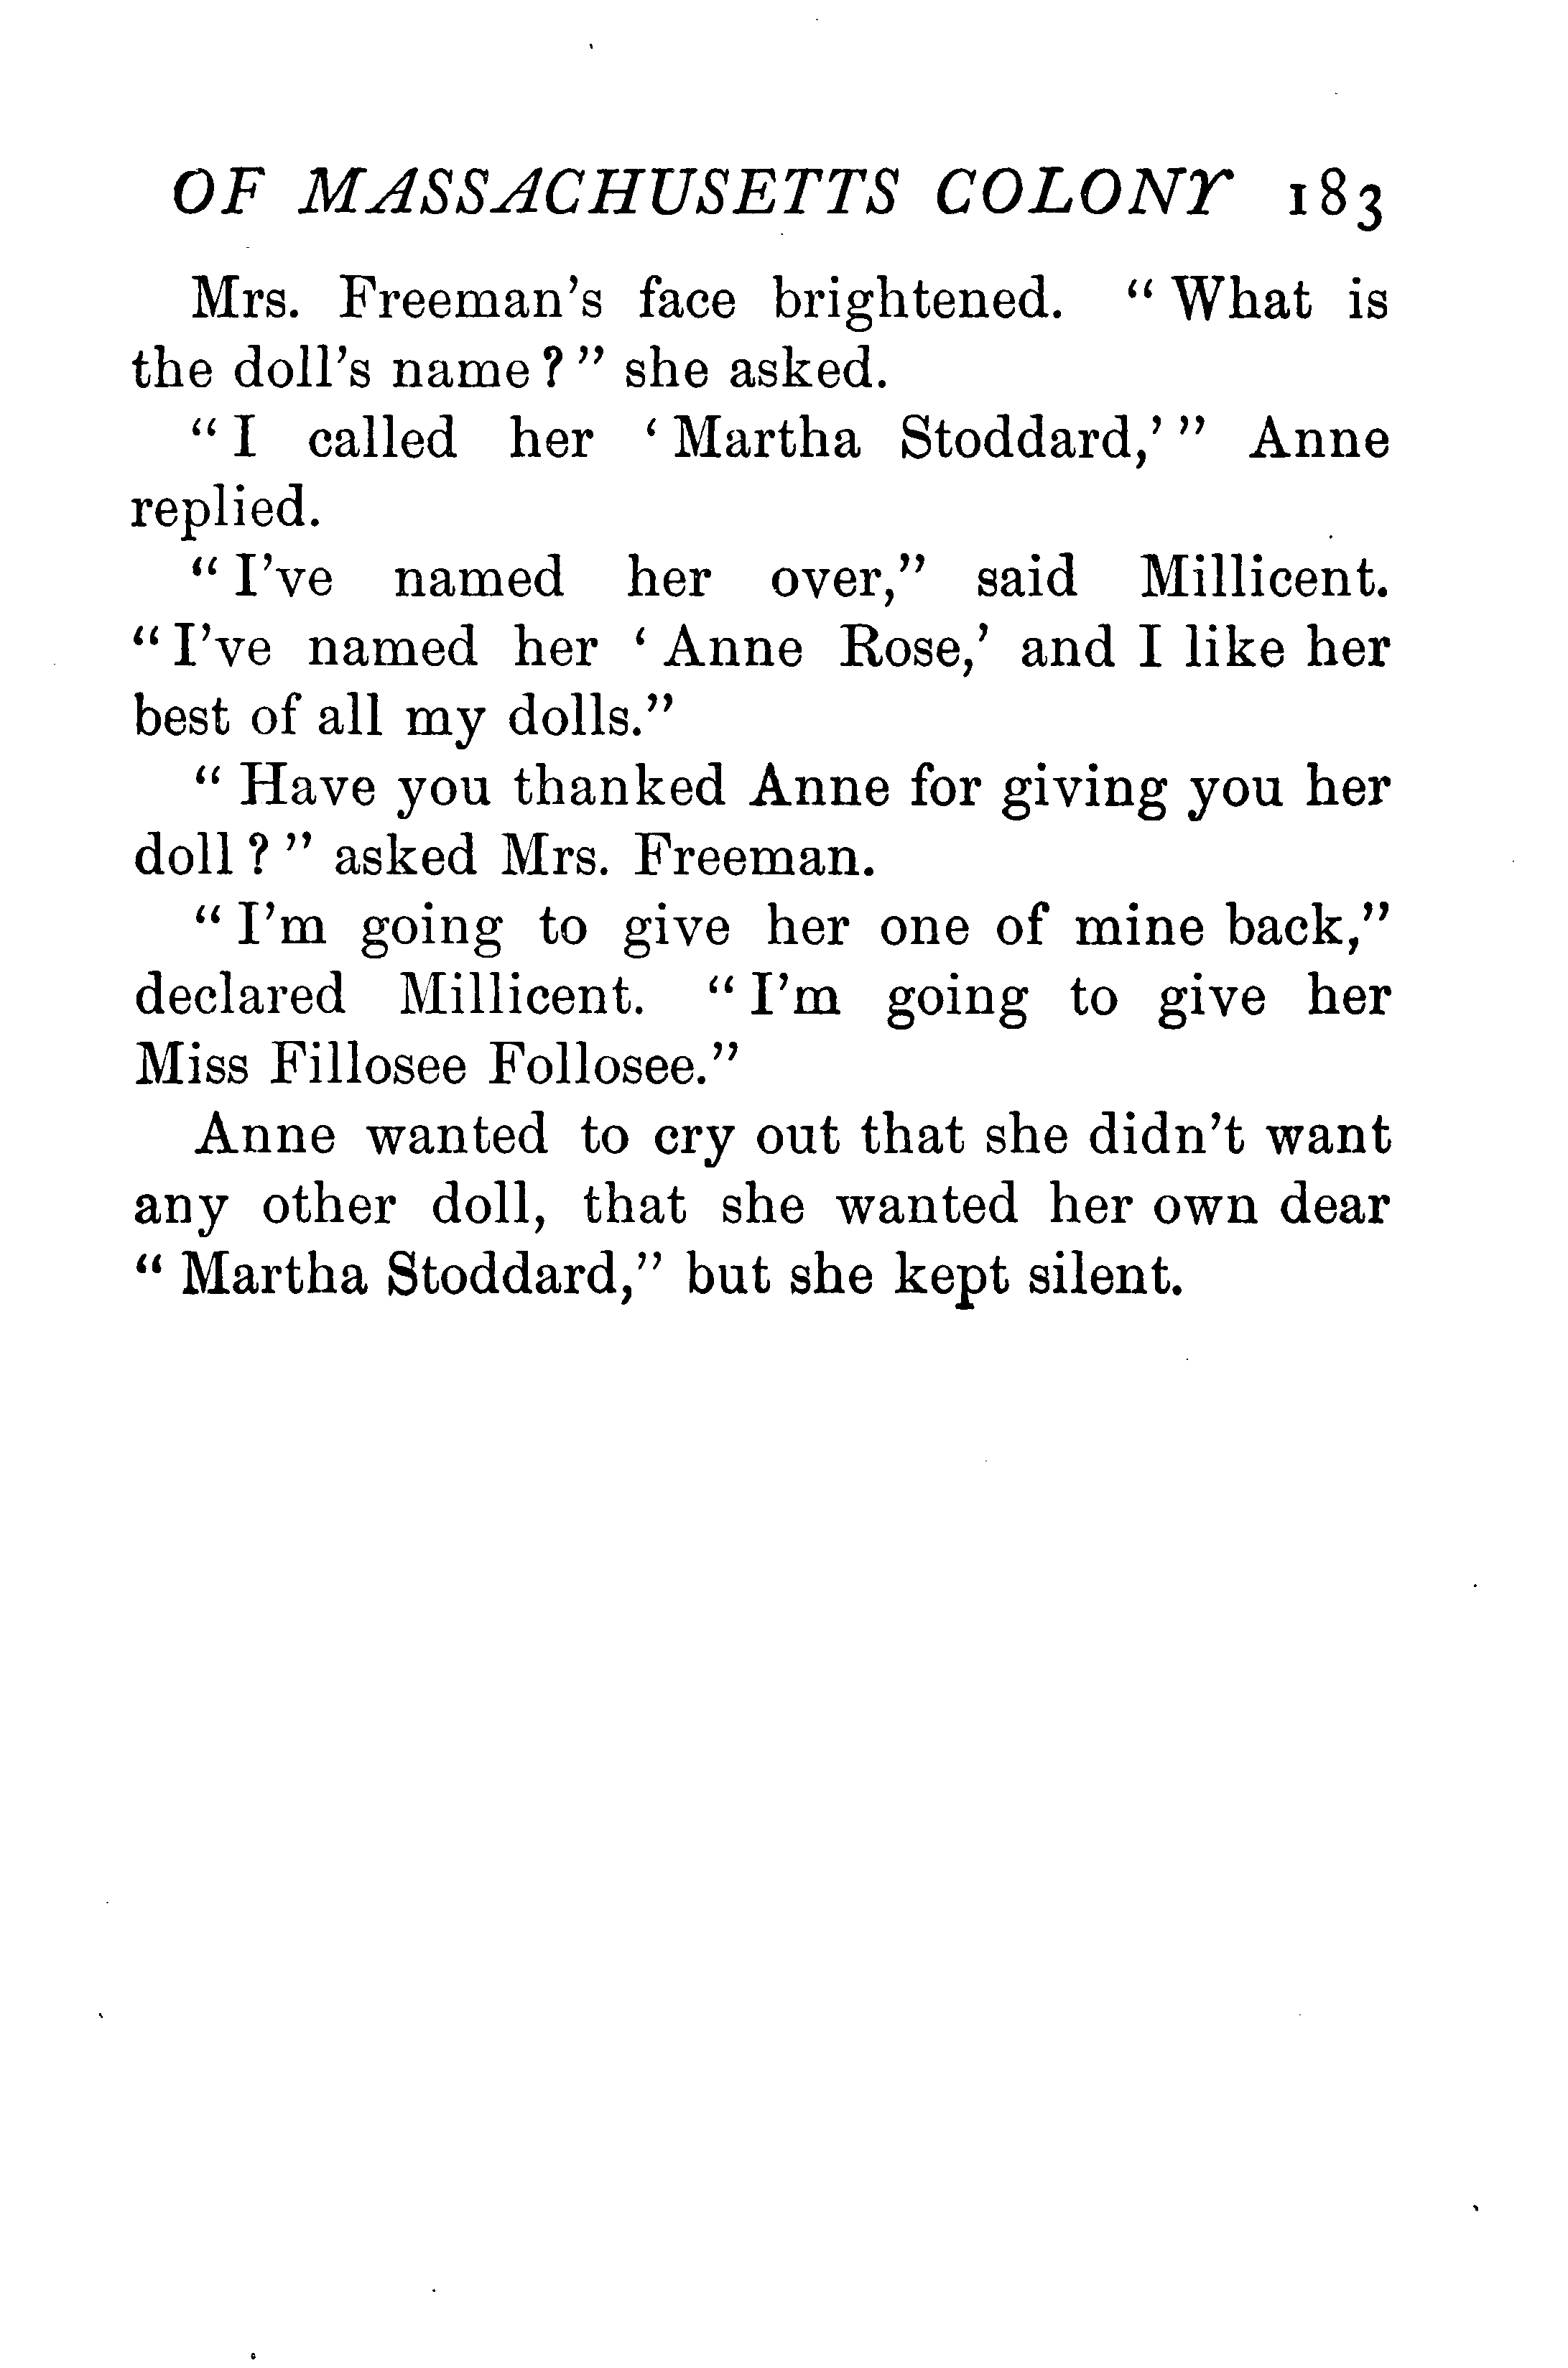 OF MASSACHUSETTS COLONY 183
Mrs. Freeman's face brightened. "What is
the doll's name?" she asked.
"I called her 'Martha Stoddard,'" Anne
replied.
"I've named her over," said Millicent.
"I've named her 'Anne Rose,' and I like her
best of all my dolls."
"Have you thanked Anne for giving you her
doll?" asked Mrs. Freeman.
"I'm going to give her one of mine back,"
declared Millicent. "I'm going to give her
Miss Fillosee Follosee."
Anne wanted to cry out that she didn't want
any other doll, that she wanted her own dear
"Martha Stoddard," but she kept silent.